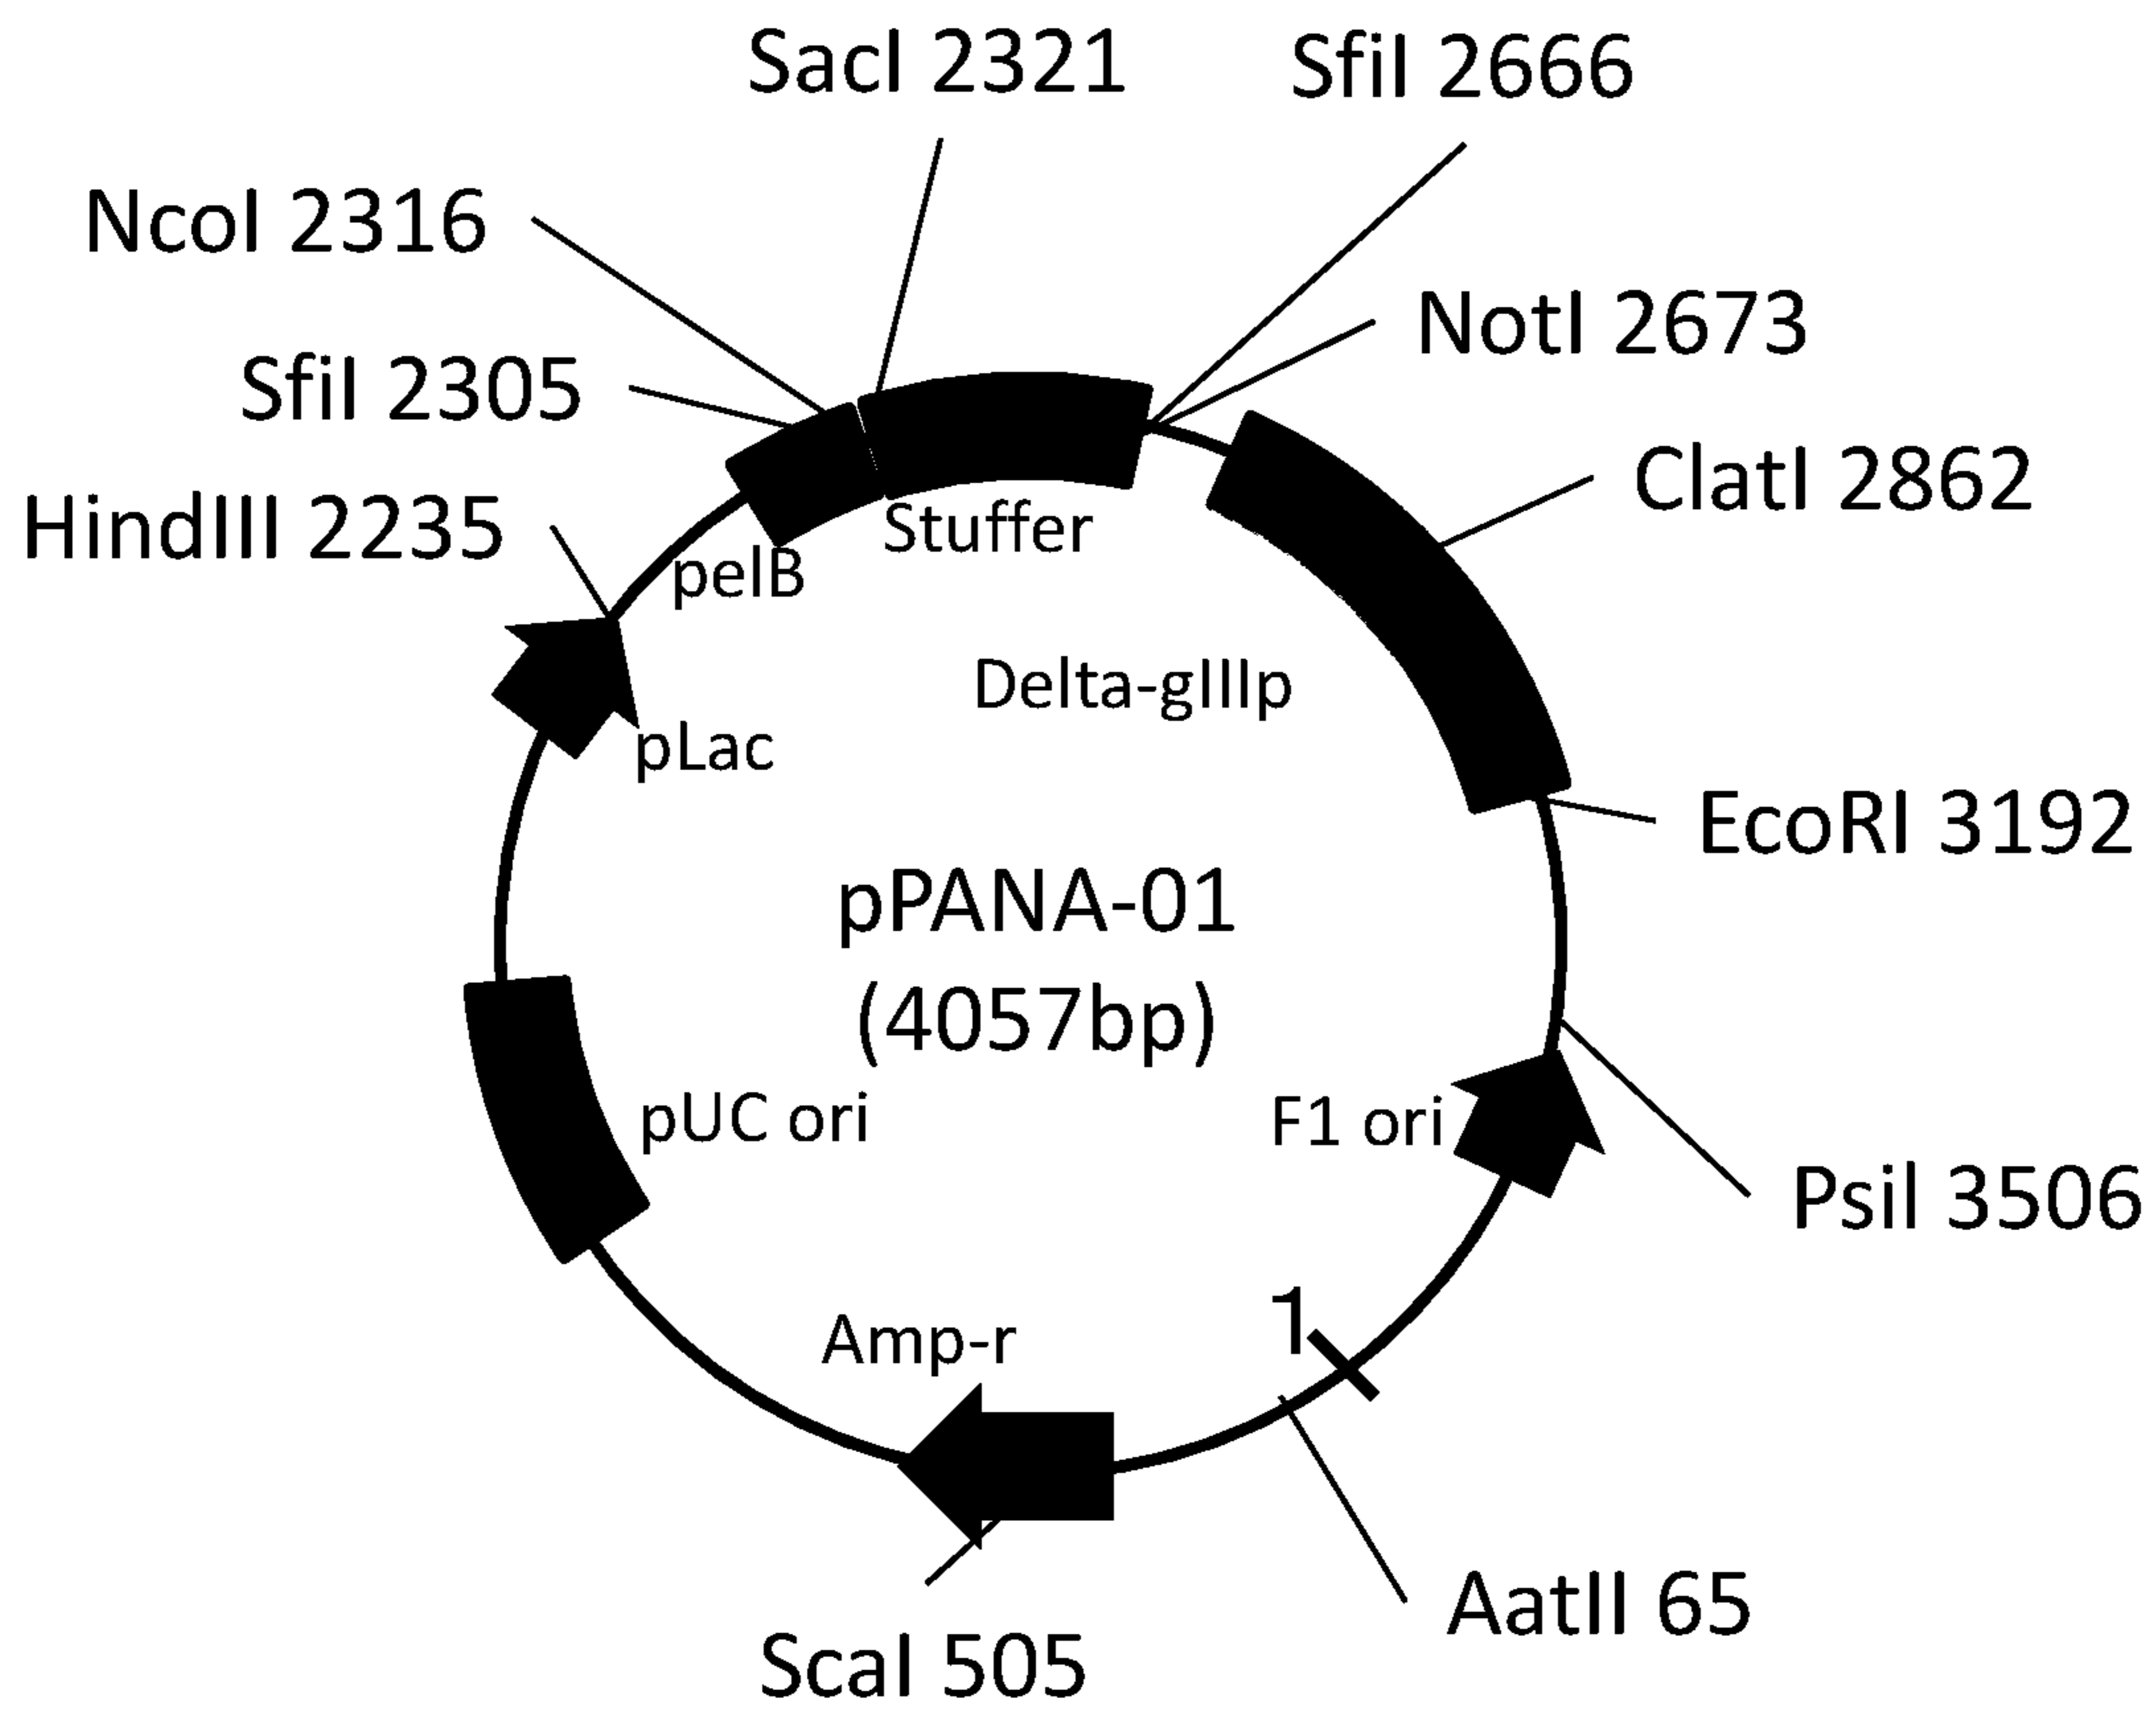 SacI 2321
SfiI 2666
NcoI 2316
NotI 2673
SfiI 2305
ClatI 2862
HindIII 2235
Stuffer
pelB
Delta-gIIIp
pLac
EcoRI 3192
pPANA-01
(4057bp)
pUC ori
F1 ori
Psil 3506
1
Amp-r
AatII 65
ScaI 505